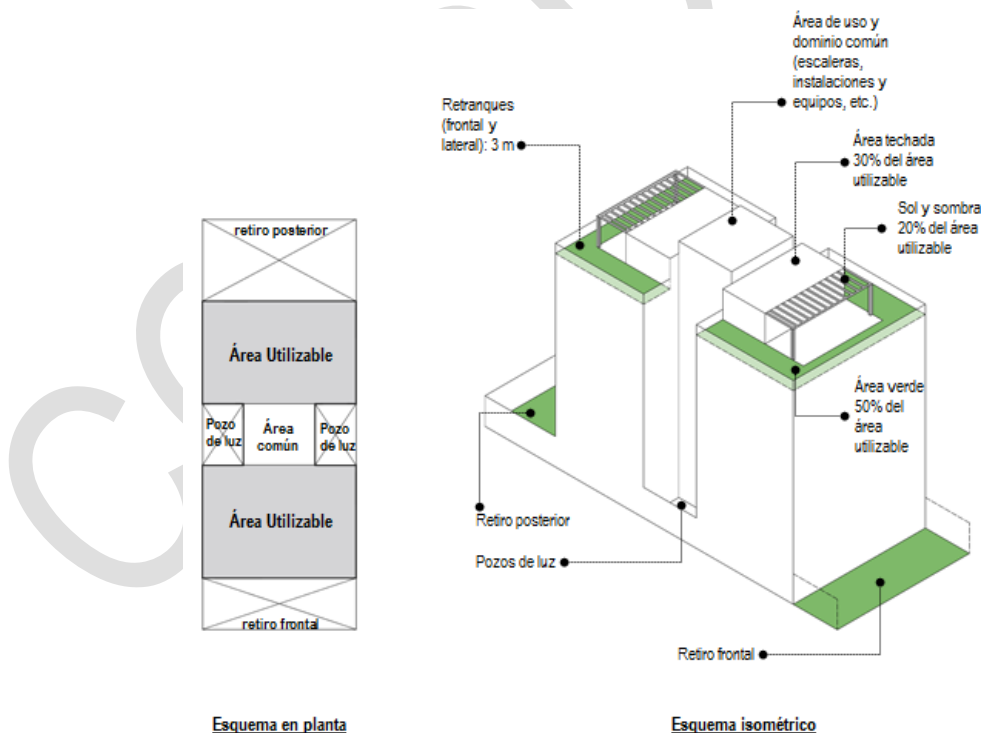 retiro posterior
Área Utilizable
Pozo
de luz
Área
común
Pozo
de luz
Área Utilizable
retiro frontal
Esquema en planta
Área de uso y
dominio común
(escaleras,
instalaciones y
equipos, etc.)
Retranques
(frontal y
lateral): 3 m
Área techada
30% del área
utilizable
Sol y sombra
20% del área
utilizable
Área verde
50% del
área
utilizable
Retiro posterior
Pozos de luz
Retiro frontal
Esquema isométrico